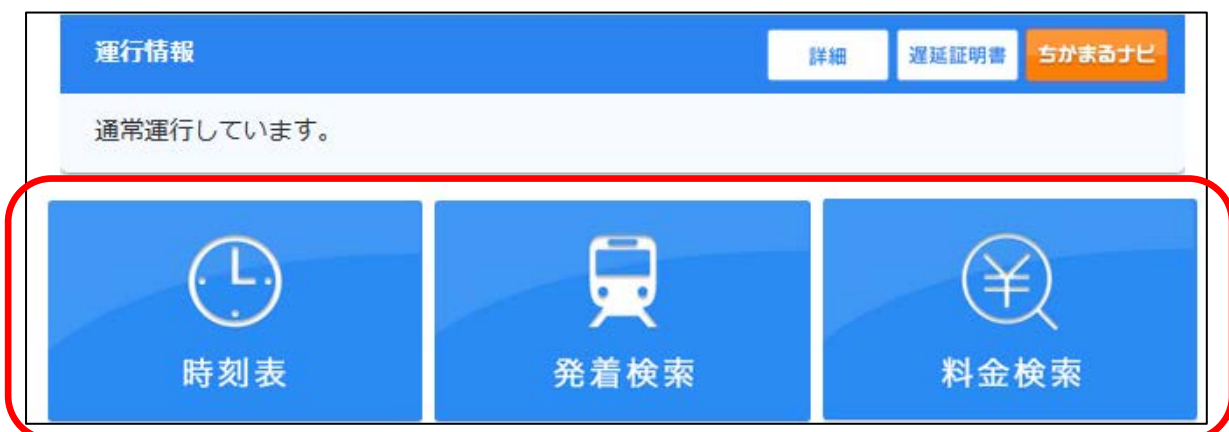 運行情報 詳細 遅延証明書 ちかまるナビ
通常運行しています。
時刻表 発着検索 料金検索